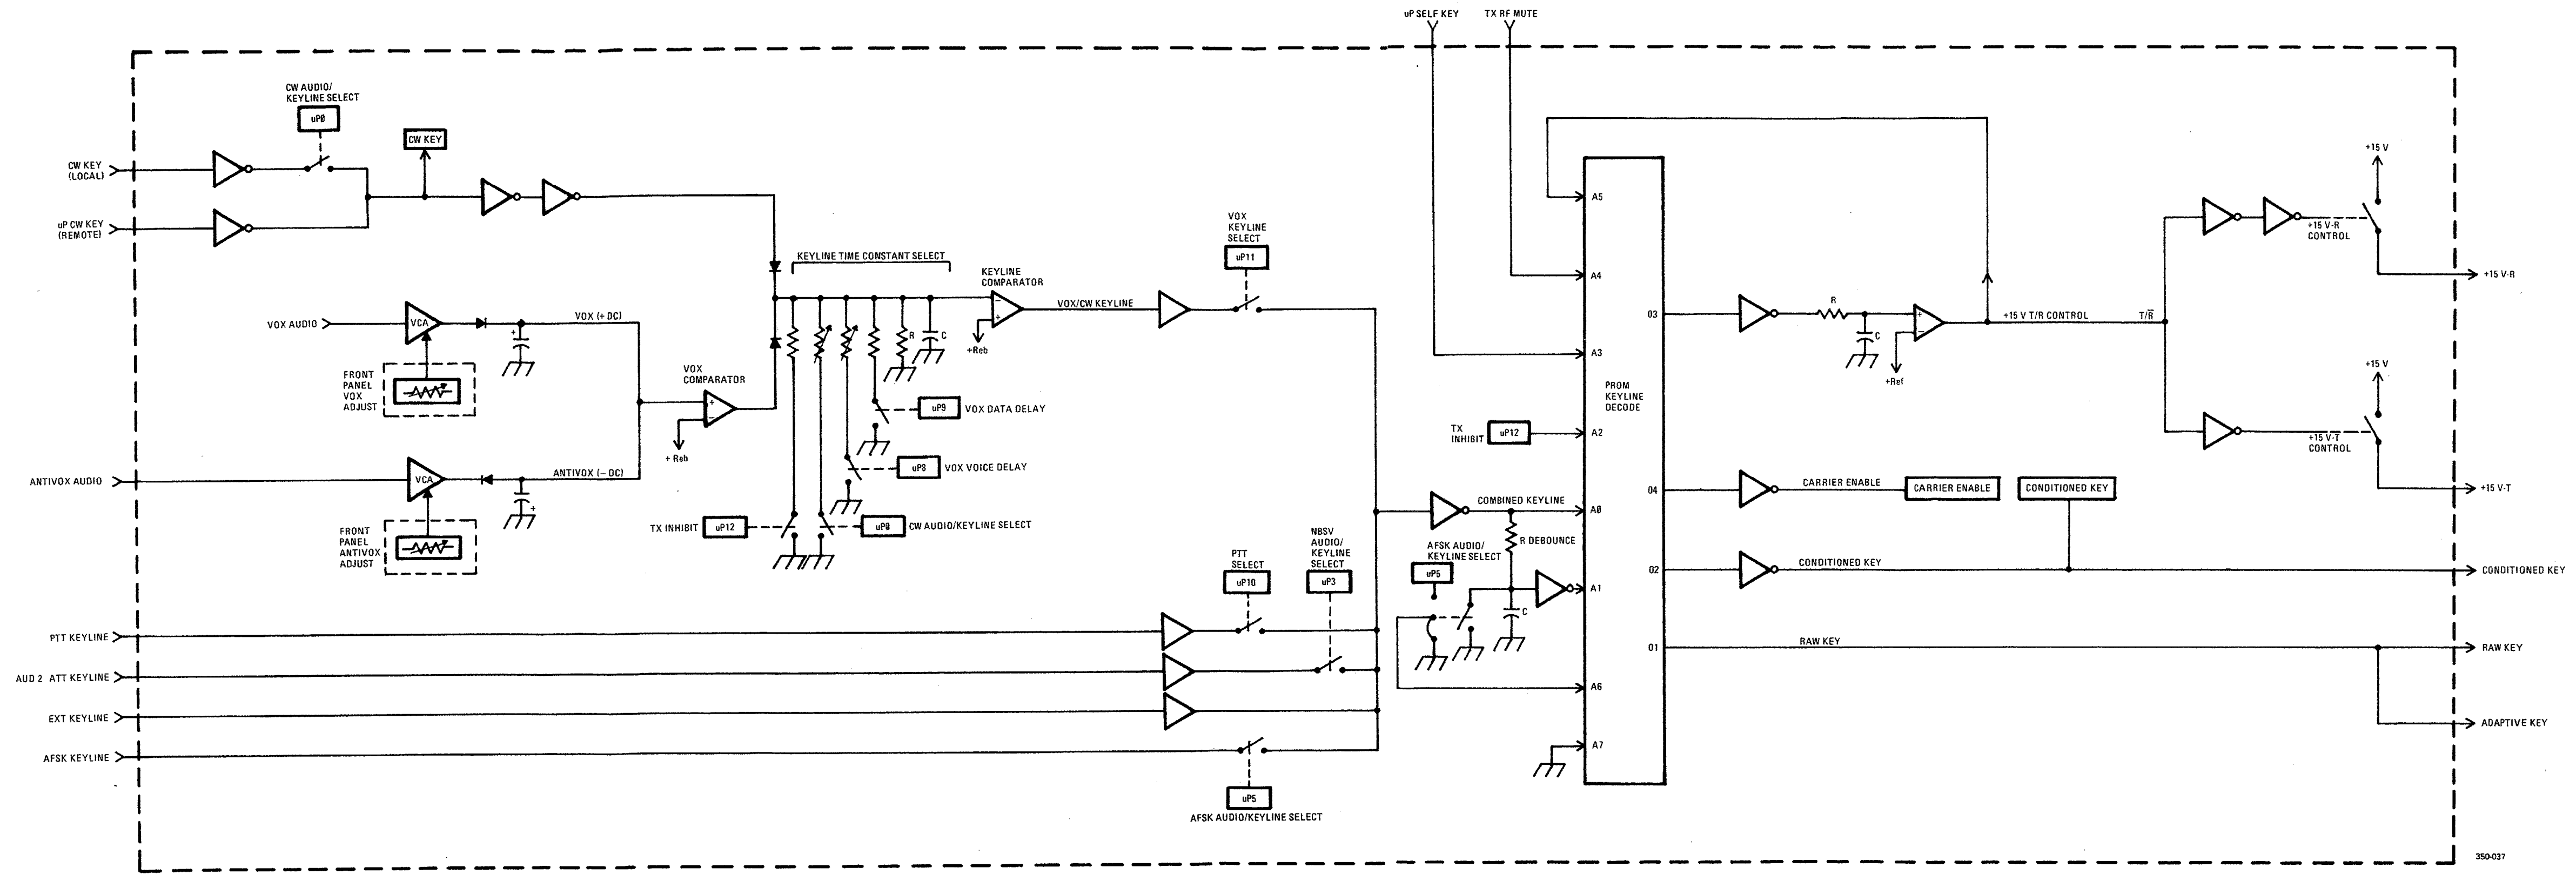 uP SELF KEY
TX RF MUTE
CW AUDIO/
KEYLINE SELECT
uP0
CW KEY
CW KEY
(LOCAL)
uP CW KEY
(REMOTE)
KEYLINE TIME CONSTANT SELECT
VOX AUDIO
VCA
VOX (+ DC)
+
FRONT
PANEL
VOX
ADJUST
VOX
COMPARATOR
+
−
+ Reb
ANTIVOX AUDIO
VCA
ANTIVOX (− DC)
+
FRONT
PANEL
ANTIVOX
ADJUST
R
C
KEYLINE
COMPARATOR
−
+
+Reb
VOX/CW KEYLINE
VOX
KEYLINE
SELECT
uP11
uP9
VOX DATA DELAY
uP8
VOX VOICE DELAY
TX INHIBIT
uP12
uP0
CW AUDIO/KEYLINE SELECT
PTT
SELECT
uP10
NBSV
AUDIO/
KEYLINE
SELECT
uP3
PTT KEYLINE
AUD 2 ATT KEYLINE
EXT KEYLINE
AFSK KEYLINE
uP5
AFSK AUDIO/KEYLINE SELECT
COMBINED KEYLINE
R DEBOUNCE
AFSK AUDIO/
KEYLINE SELECT
uP5
C
TX
INHIBIT
uP12
A5
A4
A3
A2
A0
A1
A6
A7
PROM
KEYLINE
DECODE
03
04
02
01
R
C
+
−
+Ref
+15 V T/R CONTROL
T/R̅
+15 V
+15 V-R
CONTROL
+15 V-R
+15 V
+15 V-T
CONTROL
+15 V-T
CARRIER ENABLE
CARRIER ENABLE
CONDITIONED KEY
CONDITIONED KEY
CONDITIONED KEY
RAW KEY
RAW KEY
ADAPTIVE KEY
350-037